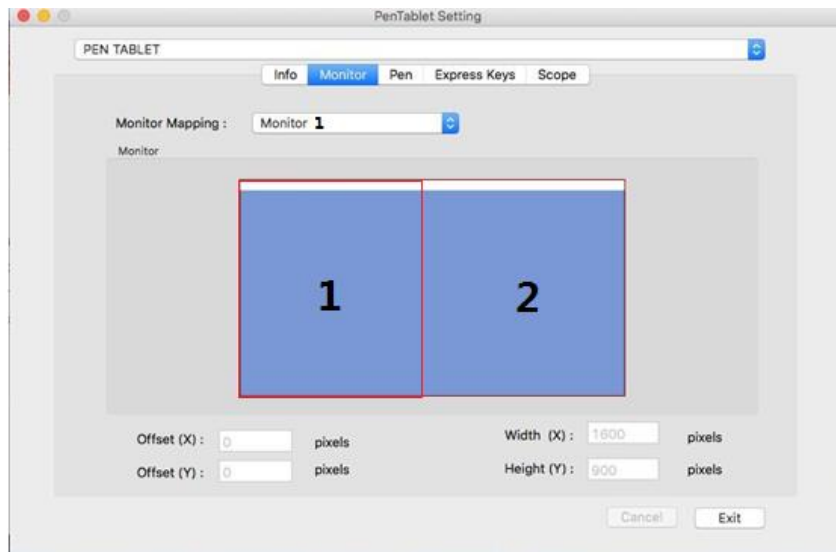 PenTablet Setting
PEN TABLET
Info Monitor Pen Express Keys Scope
Monitor Mapping : Monitor 1
Monitor
1 2
Offset (X) : 0 pixels Width (X) : 1600 pixels
Offset (Y) : 0 pixels Height (Y) : 900 pixels
Cancel Exit